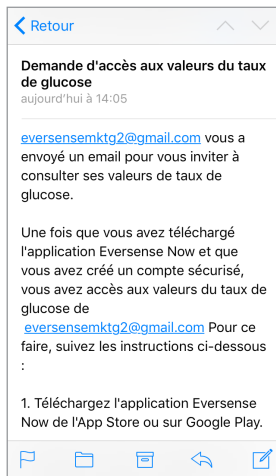 Retour
Demande d'accès aux valeurs du taux
de glucose
aujourd'hui à 14:05
eversensemktg2@gmail.com vous a
envoyé un email pour vous inviter à
consulter ses valeurs de taux de
glucose.
Une fois que vous avez téléchargé
l'application Eversense Now et que
vous avez créé un compte sécurisé,
vous avez accès aux valeurs du taux de
glucose de
eversensemktg2@gmail.com Pour ce
faire, suivez les instructions ci-dessous
:
1. Téléchargez l'application Eversense
Now de l'App Store ou sur Google Play.